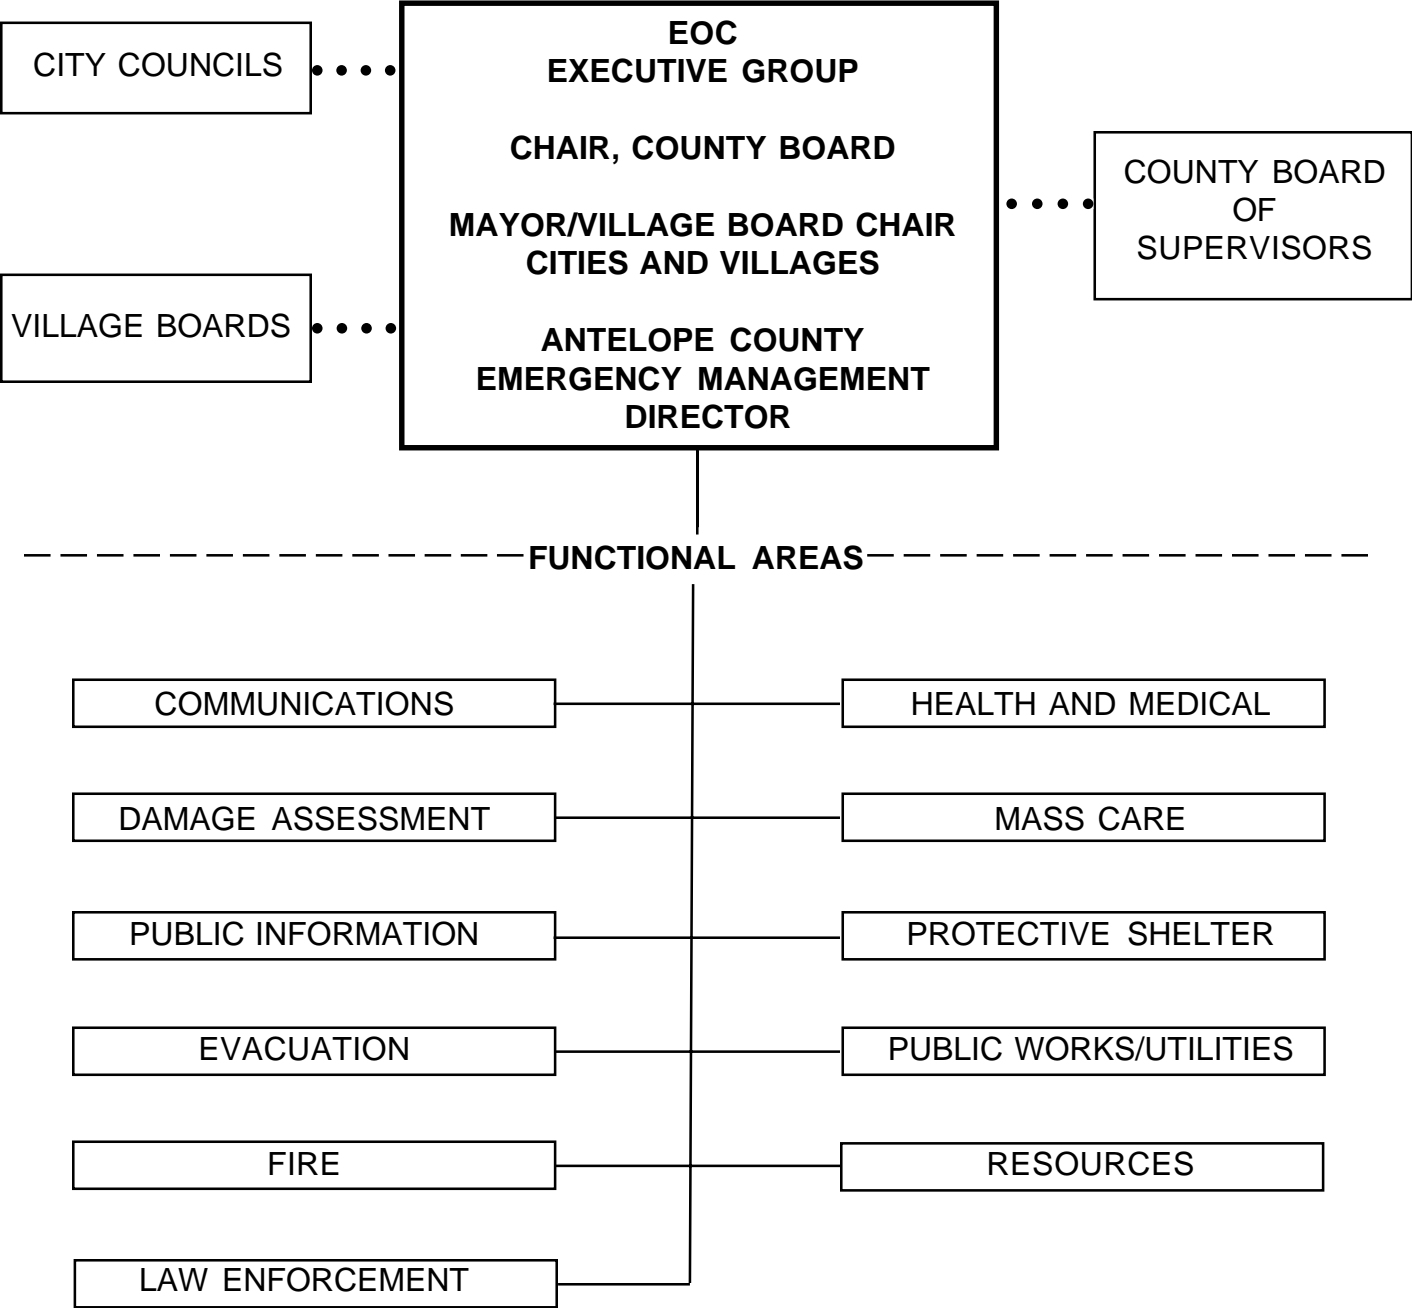 CITY COUNCILS
EOC
EXECUTIVE GROUP
CHAIR, COUNTY BOARD
MAYOR/VILLAGE BOARD CHAIR
CITIES AND VILLAGES
ANTELOPE COUNTY
EMERGENCY MANAGEMENT
DIRECTOR
COUNTY BOARD
OF
SUPERVISORS
VILLAGE BOARDS
FUNCTIONAL AREAS
COMMUNICATIONS
HEALTH AND MEDICAL
DAMAGE ASSESSMENT
MASS CARE
PUBLIC INFORMATION
PROTECTIVE SHELTER
EVACUATION
PUBLIC WORKS/UTILITIES
FIRE
RESOURCES
LAW ENFORCEMENT